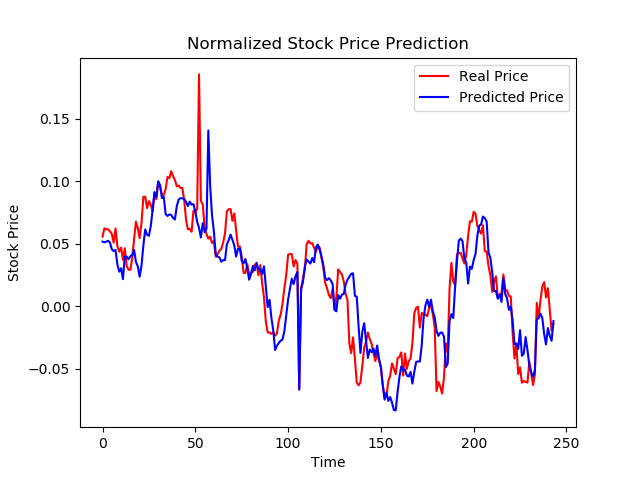 Normalized Stock Price Prediction
Real Price
Predicted Price
Stock Price
0.15
0.10
0.05
0.00
−0.05
0
50
100
150
200
250
Time